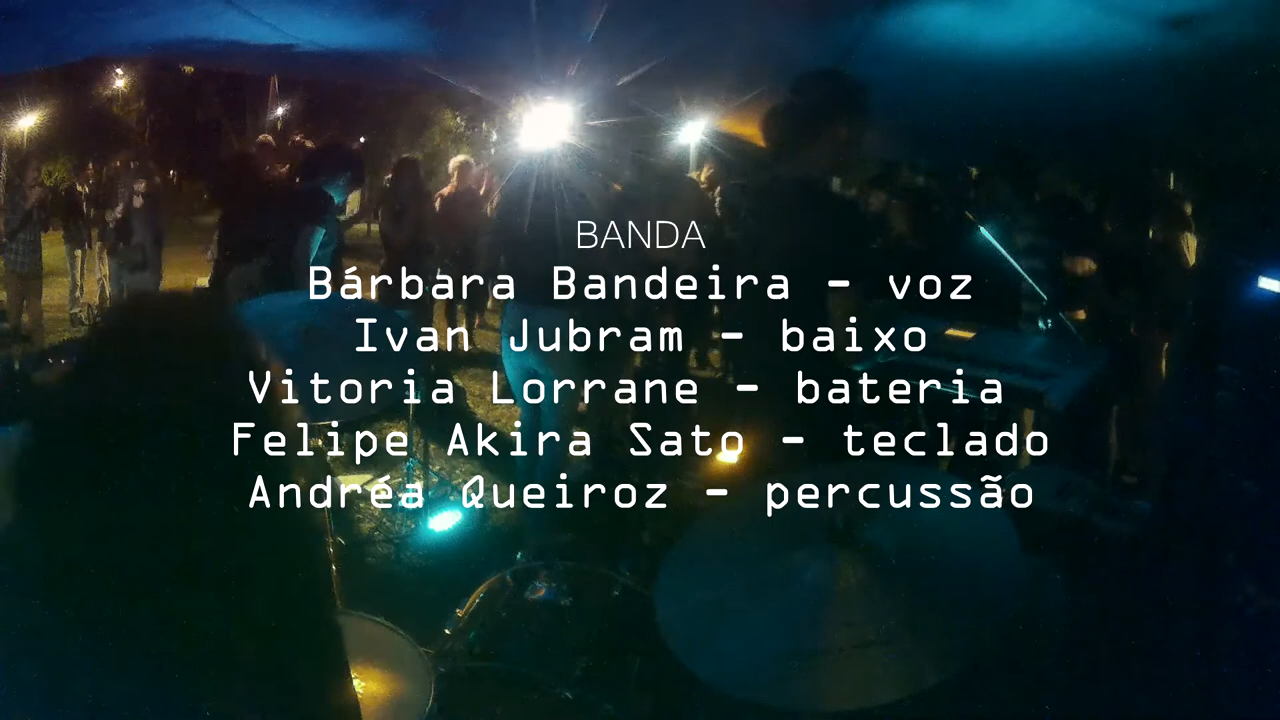 BANDA
Bárbara Bandeira - voz
Ivan Jubram - baixo
Vitoria Lorrane - bateria
Felipe Akira Sato - teclado
Andréa Queiroz - percussão